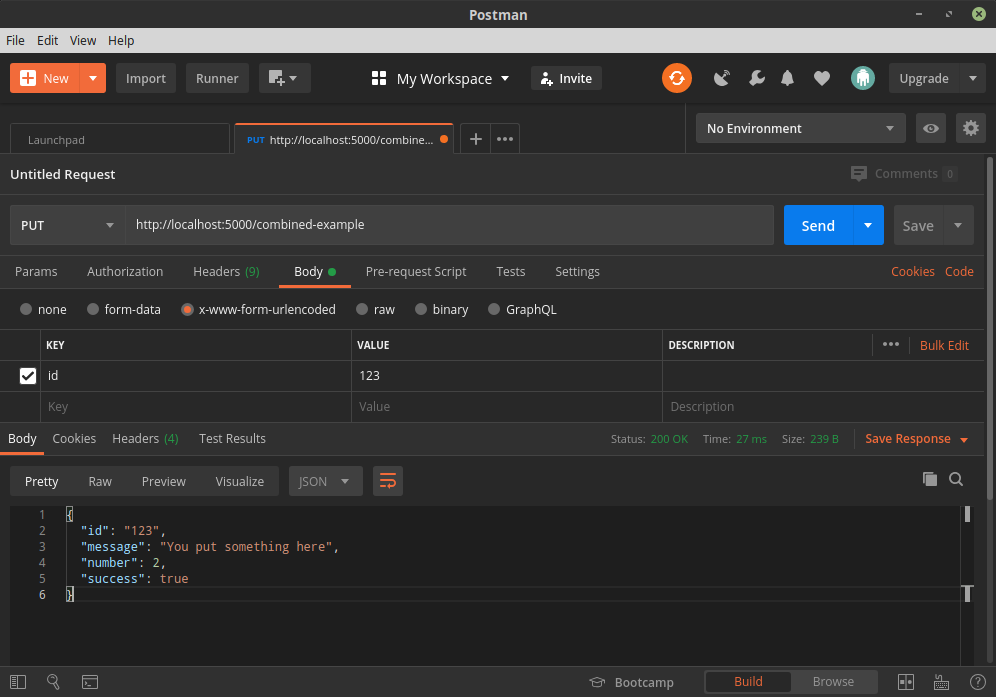 Postman
File Edit View Help
New Import Runner My Workspace Invite Upgrade
Launchpad PUT http://localhost:5000/combine... No Environment
Untitled Request Comments 0
PUT http://localhost:5000/combined-example Send Save
Params Authorization Headers (9) Body Pre-request Script Tests Settings Cookies Code
none form-data x-www-form-urlencoded raw binary GraphQL
KEY VALUE DESCRIPTION Bulk Edit
id 123
Key Value Description
Body Cookies Headers (4) Test Results Status: 200 OK Time: 27 ms Size: 239 B Save Response
Pretty Raw Preview Visualize JSON
1 {
2 "id": "123",
3 "message": "You put something here",
4 "number": 2,
5 "success": true
6 }
Bootcamp Build Browse